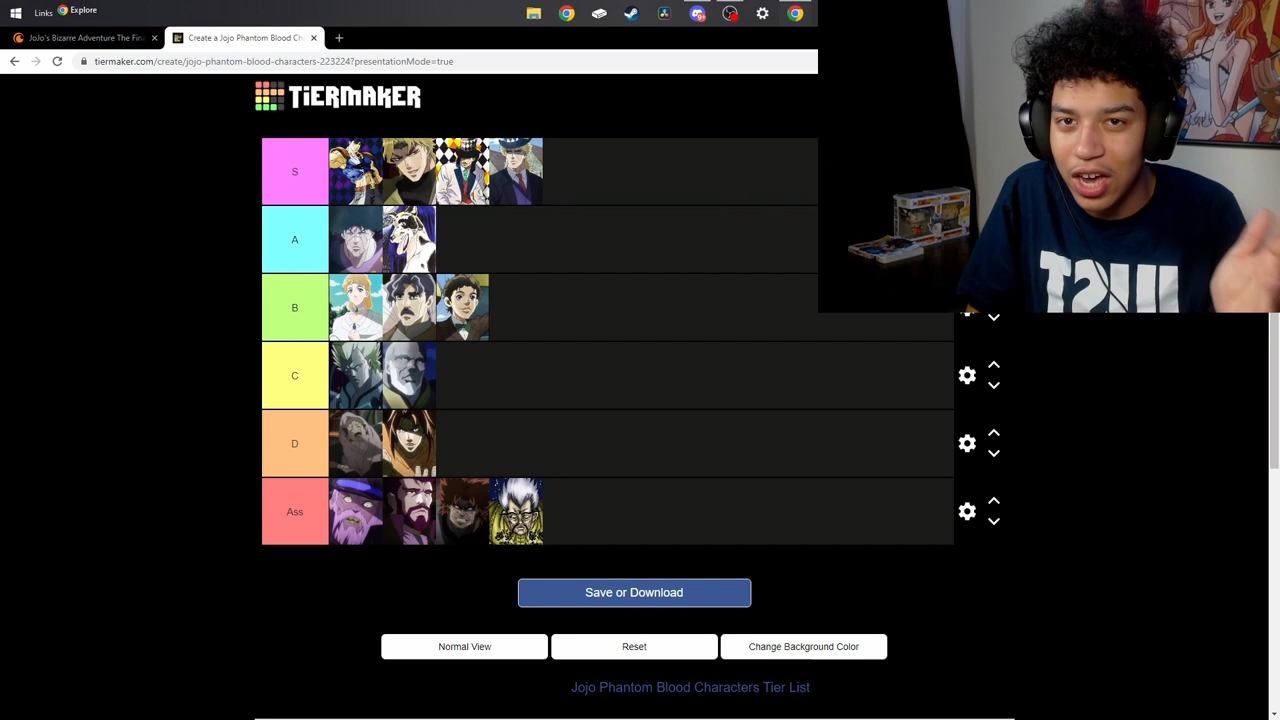 Links
Explore
JoJo's Bizarre Adventure The Fina
Create a Jojo Phantom Blood Ch
tiermaker.com/create/jojo-phantom-blood-characters-223224?presentationMode=true
TiERMAKER
S
A
B
C
D
Ass
Save or Download
Normal View
Reset
Change Background Color
Jojo Phantom Blood Characters Tier List